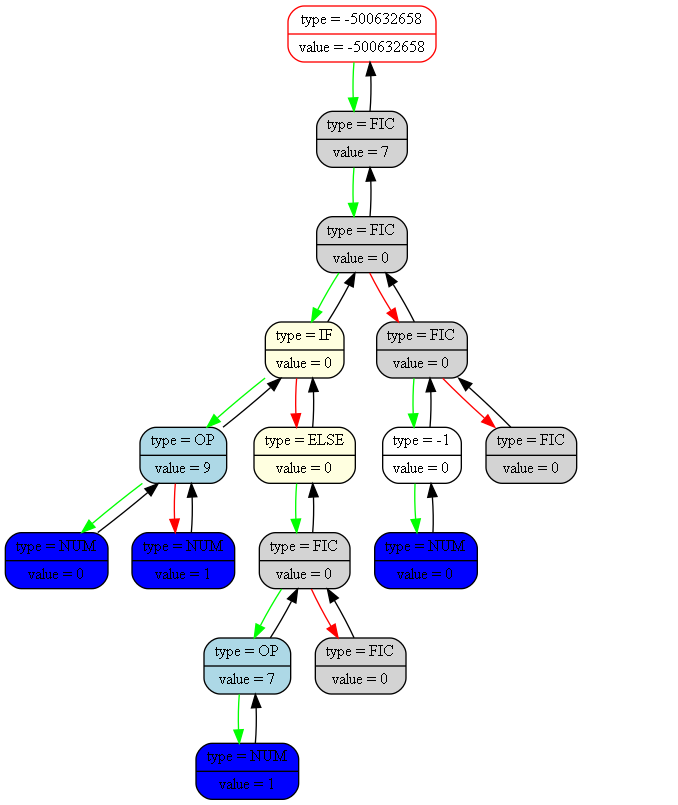 type = -500632658
value = -500632658
type = FIC
value = 7
type = FIC
value = 0
type = IF
value = 0
type = FIC
value = 0
type = OP
value = 9
type = ELSE
value = 0
type = -1
value = 0
type = FIC
value = 0
type = NUM
value = 0
type = NUM
value = 1
type = FIC
value = 0
type = NUM
value = 0
type = OP
value = 7
type = FIC
value = 0
type = NUM
value = 1